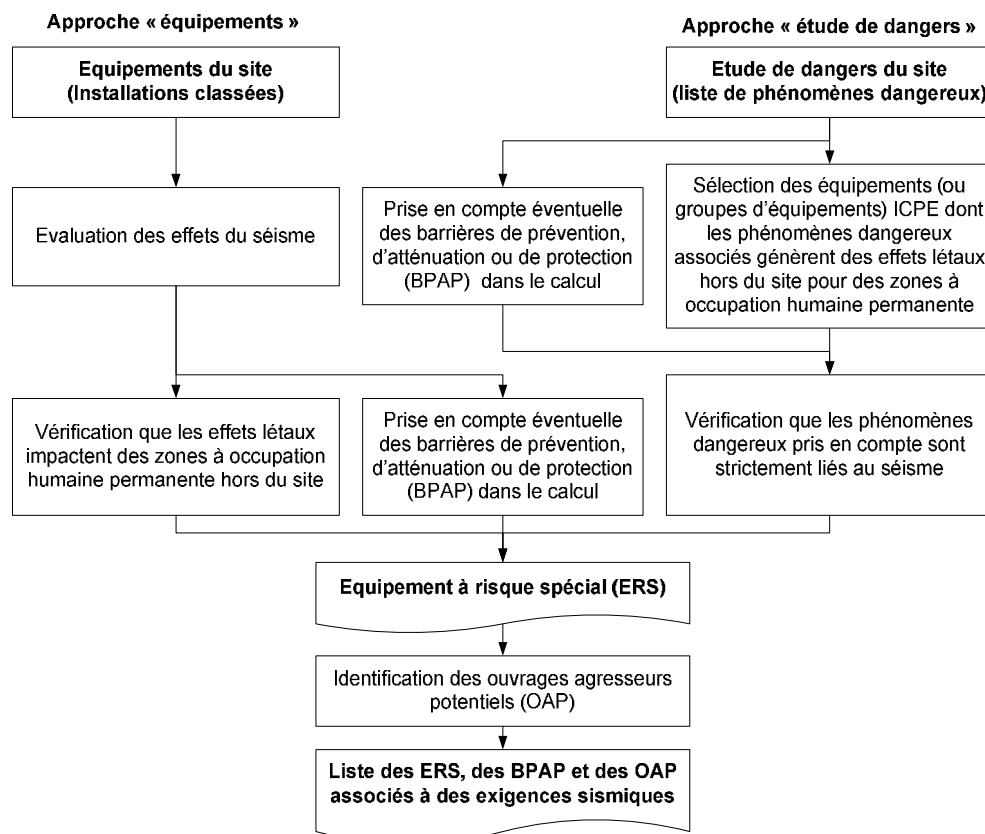 Approche « équipements »
Approche « étude de dangers »
Equipements du site
(Installations classées)
Etude de dangers du site
(liste de phénomènes dangereux)
Evaluation des effets du séisme
Prise en compte éventuelle
des barrières de prévention,
d'atténuation ou de protection
(BPAP) dans le calcul
Sélection des équipements (ou
groupes d'équipements) ICPE dont
les phénomènes dangereux
associés génèrent des effets létaux
hors du site pour des zones à
occupation humaine permanente
Vérification que les effets létaux
impactent des zones à occupation
humaine permanente hors du site
Prise en compte éventuelle
des barrières de prévention,
d'atténuation ou de protection
(BPAP) dans le calcul
Vérification que les phénomènes
dangereux pris en compte sont
strictement liés au séisme
Equipement à risque spécial (ERS)
Identification des ouvrages agresseurs
potentiels (OAP)
Liste des ERS, des BPAP et des OAP
associés à des exigences sismiques